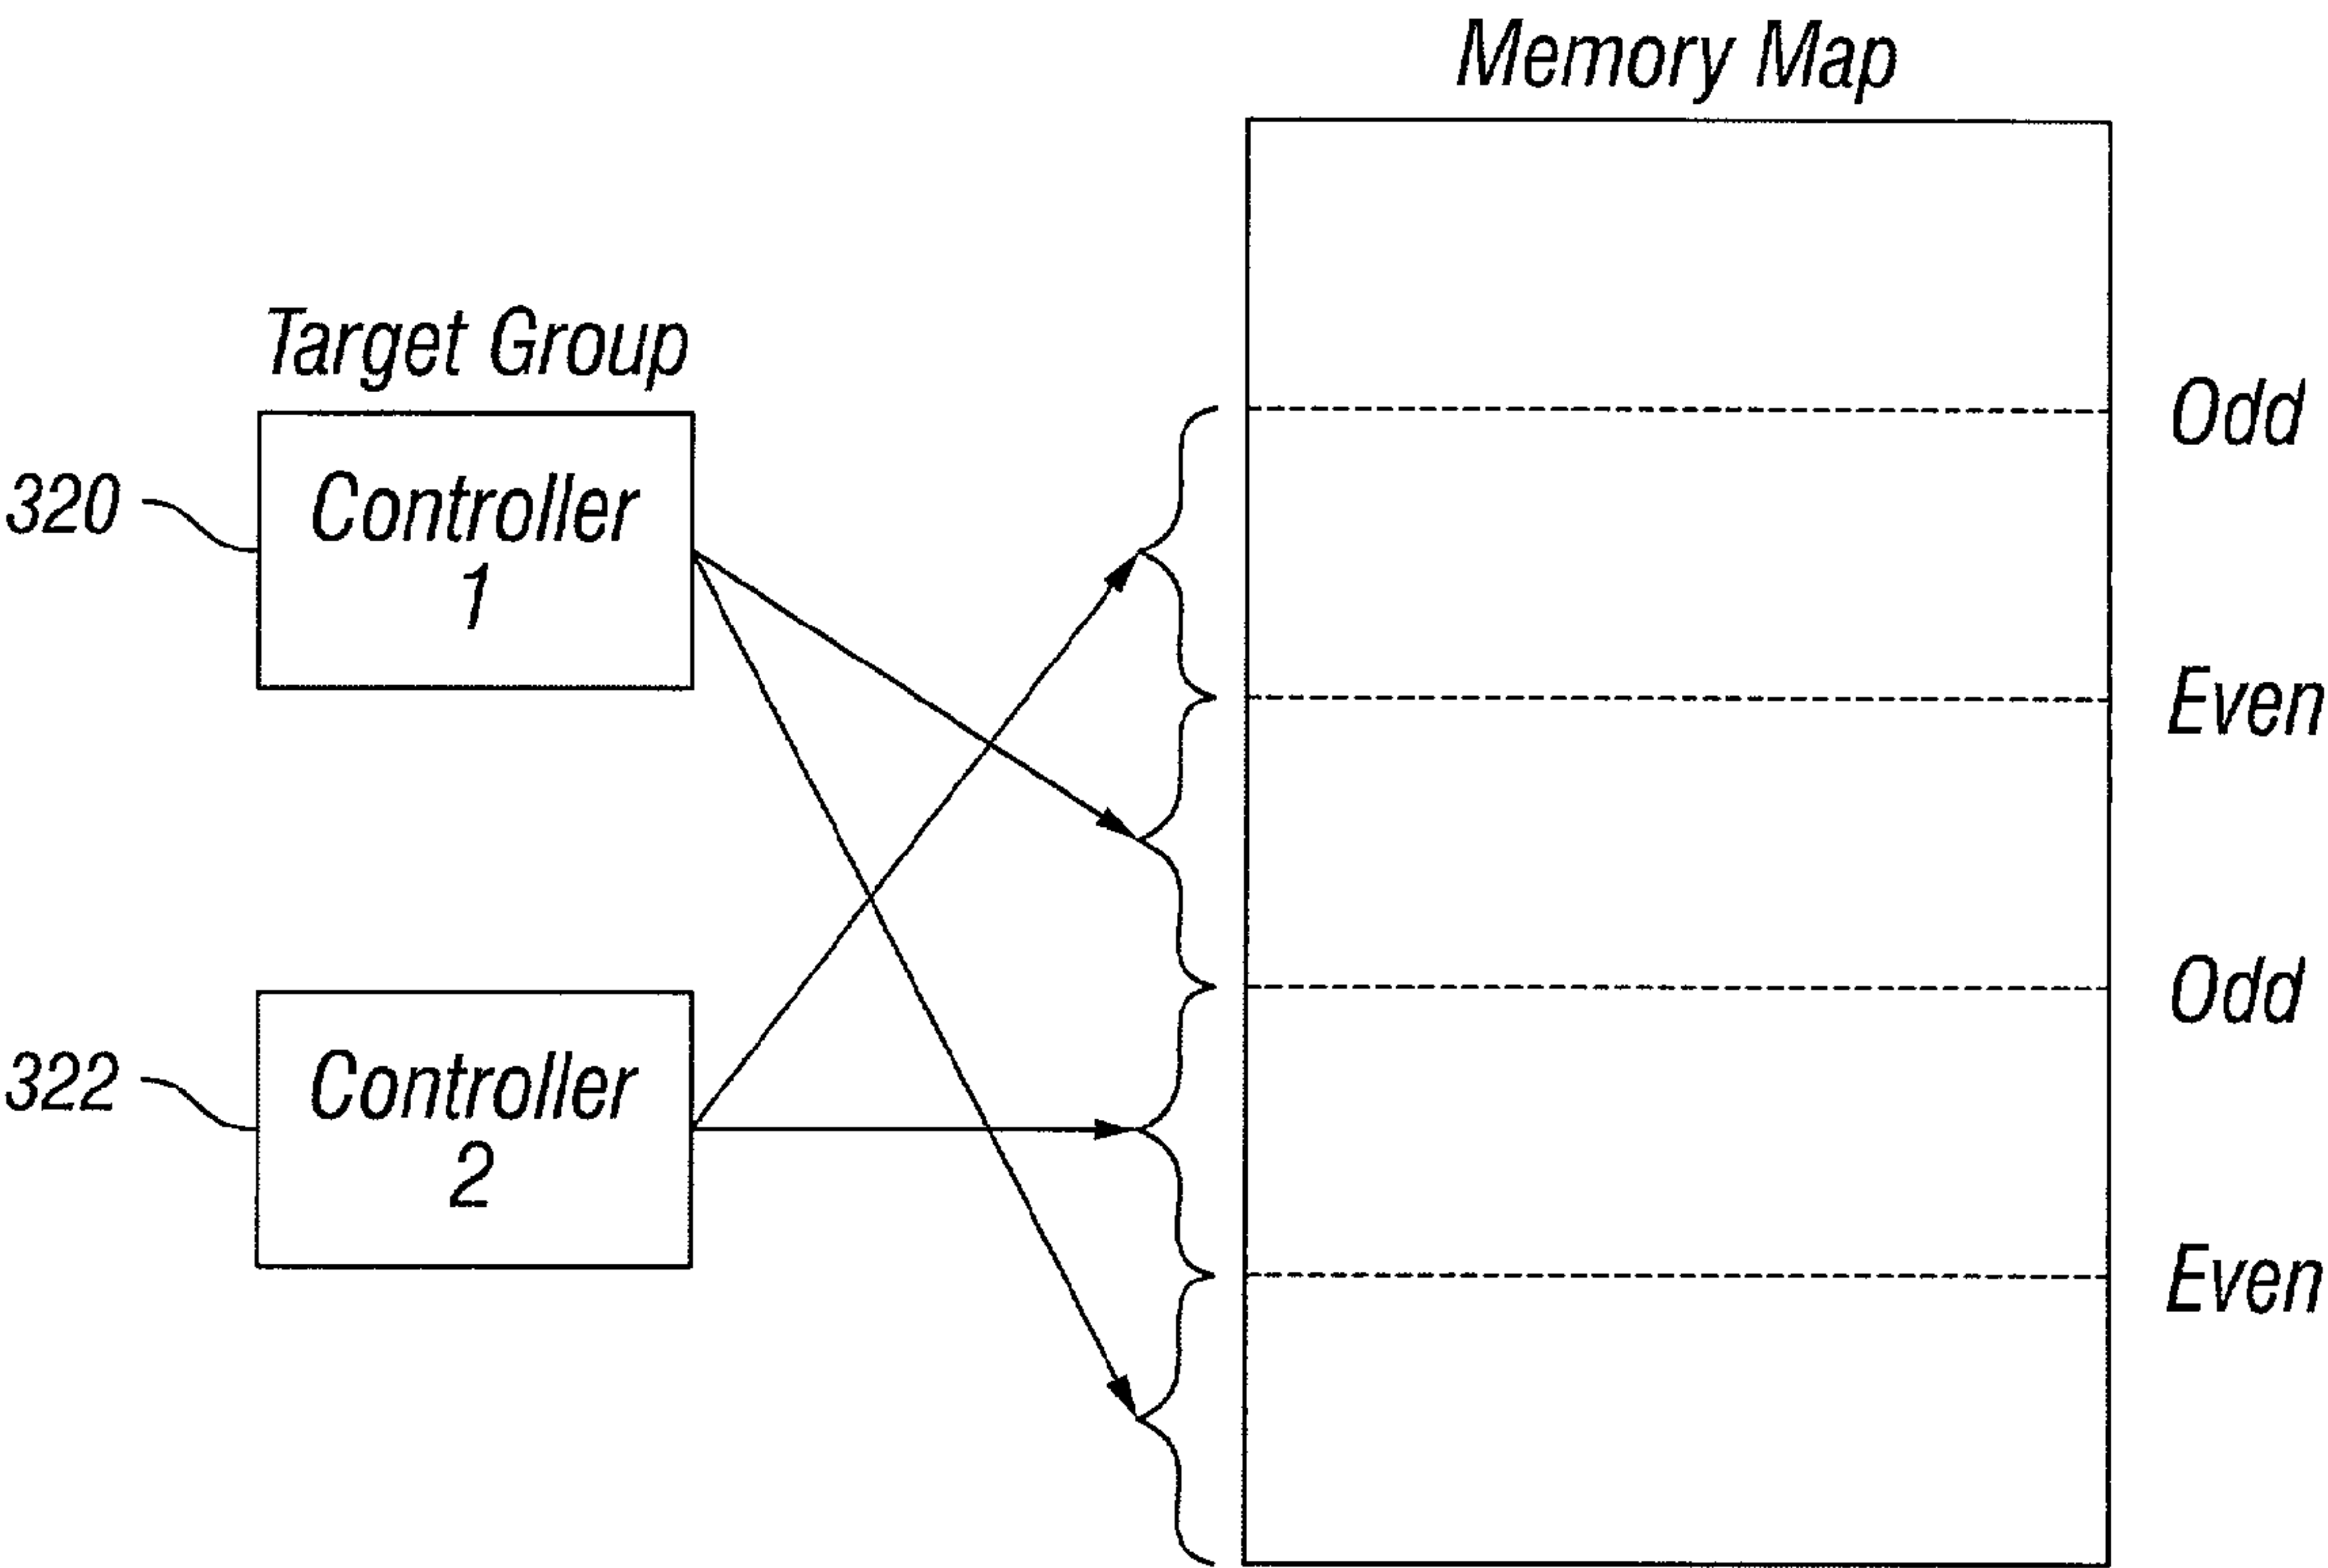 Memory Map
Target Group
320
Controller
1
322
Controller
2
Odd
Even
Odd
Even